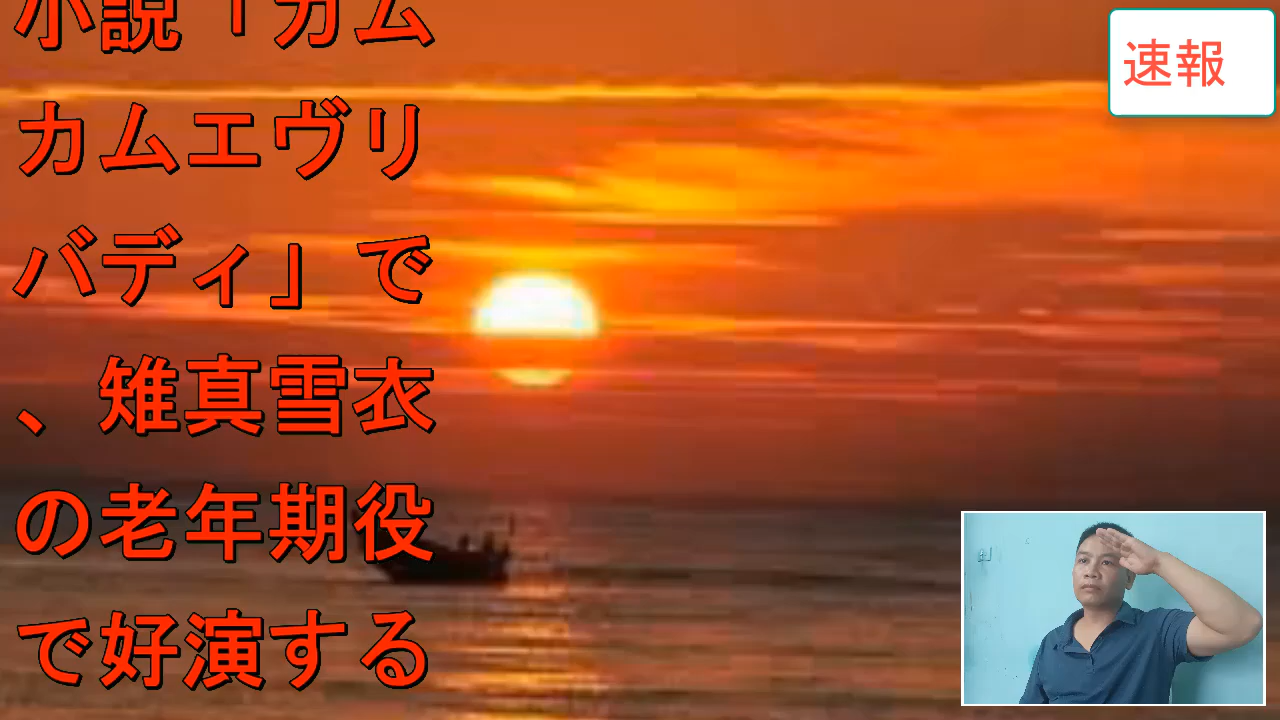 小説「カム
カムエヴリ
バディ」で
、雉真雪衣
の老年期役
で好演する
速報